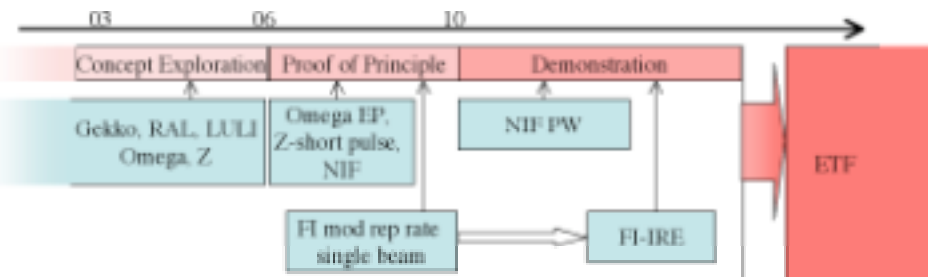 03 06 10
Concept Exploration Proof of Principle Demonstration
Gekko, RAL, LULI
Omega, Z
Omega EP,
Z-short pulse,
NIF
NIF PW
ETF
FI mod rep rate
single beam
FI-IRE